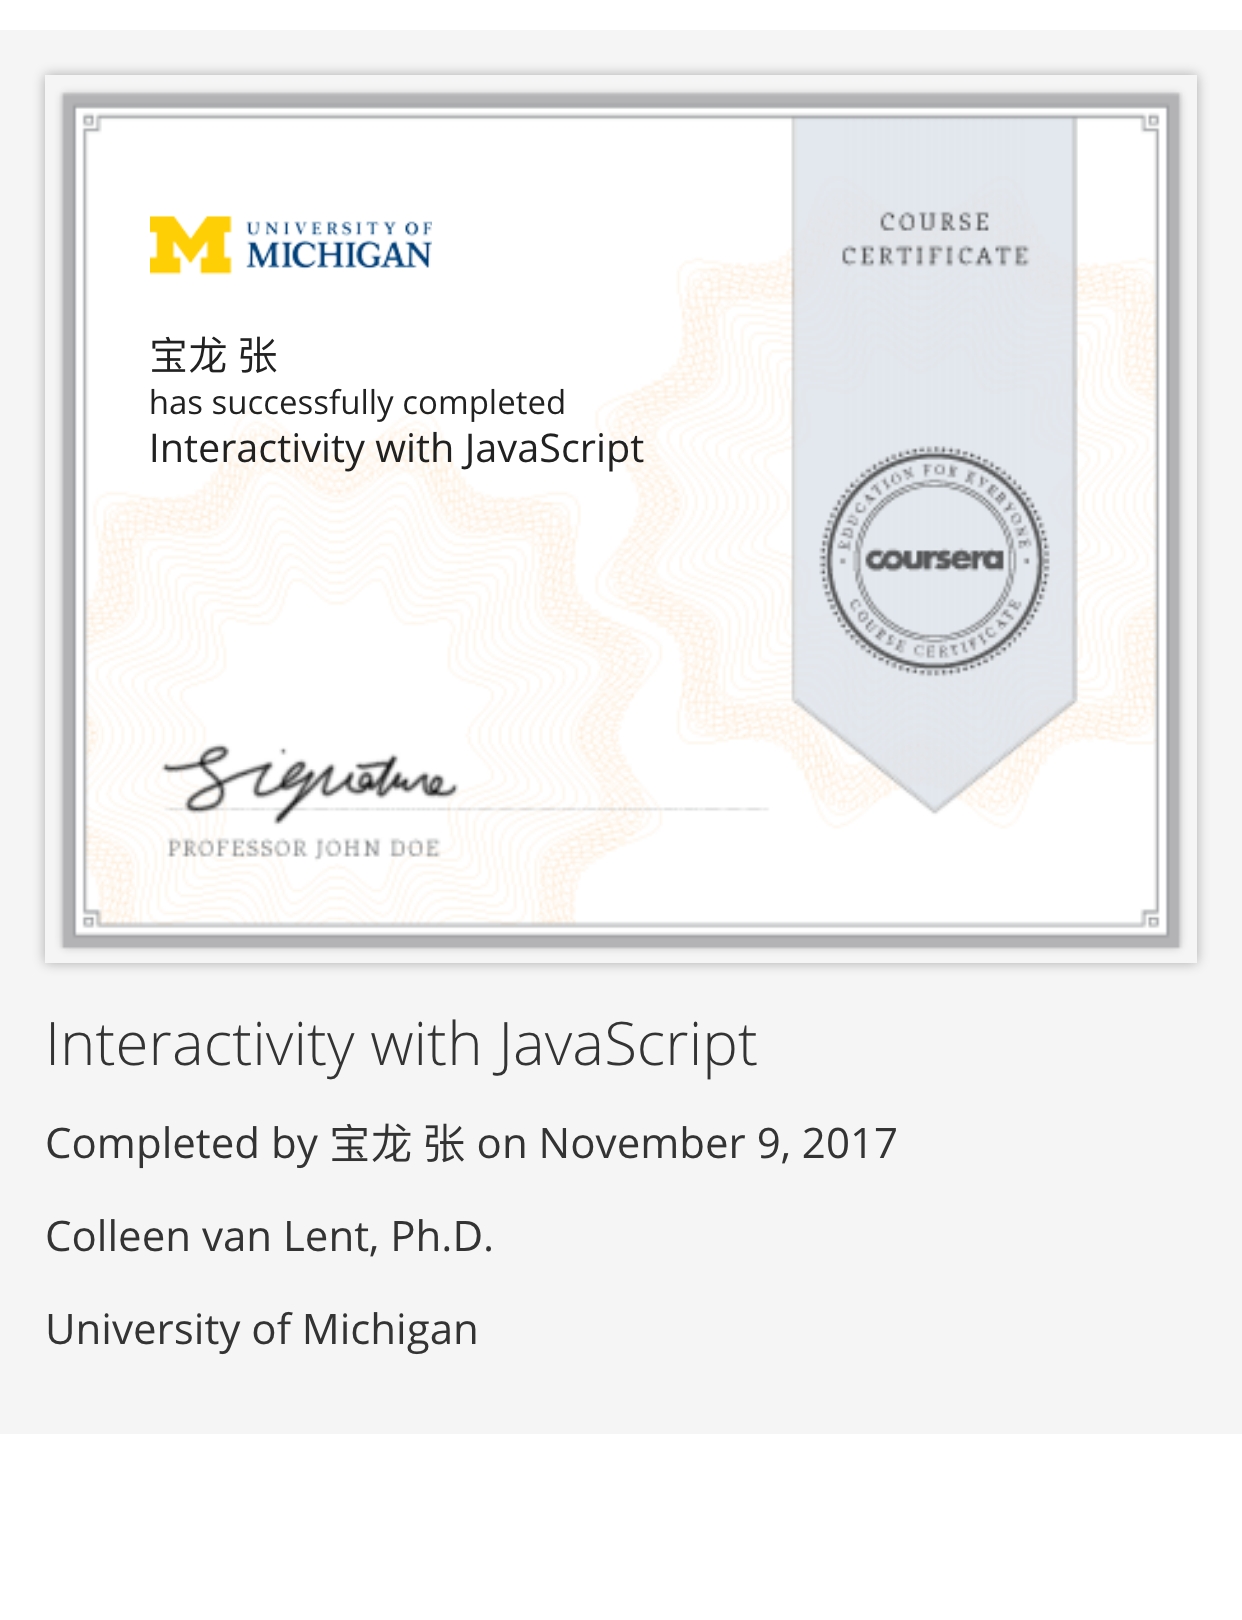 UNIVERSITY OF
MICHIGAN
COURSE
CERTIFICATE
宝龙 张
has successfully completed
Interactivity with JavaScript
EDUCATION FOR EVERYONE
coursera
COURSE CERTIFICATE
Signature
PROFESSOR JOHN DOE
Interactivity with JavaScript
Completed by 宝龙 张 on November 9, 2017
Colleen van Lent, Ph.D.
University of Michigan